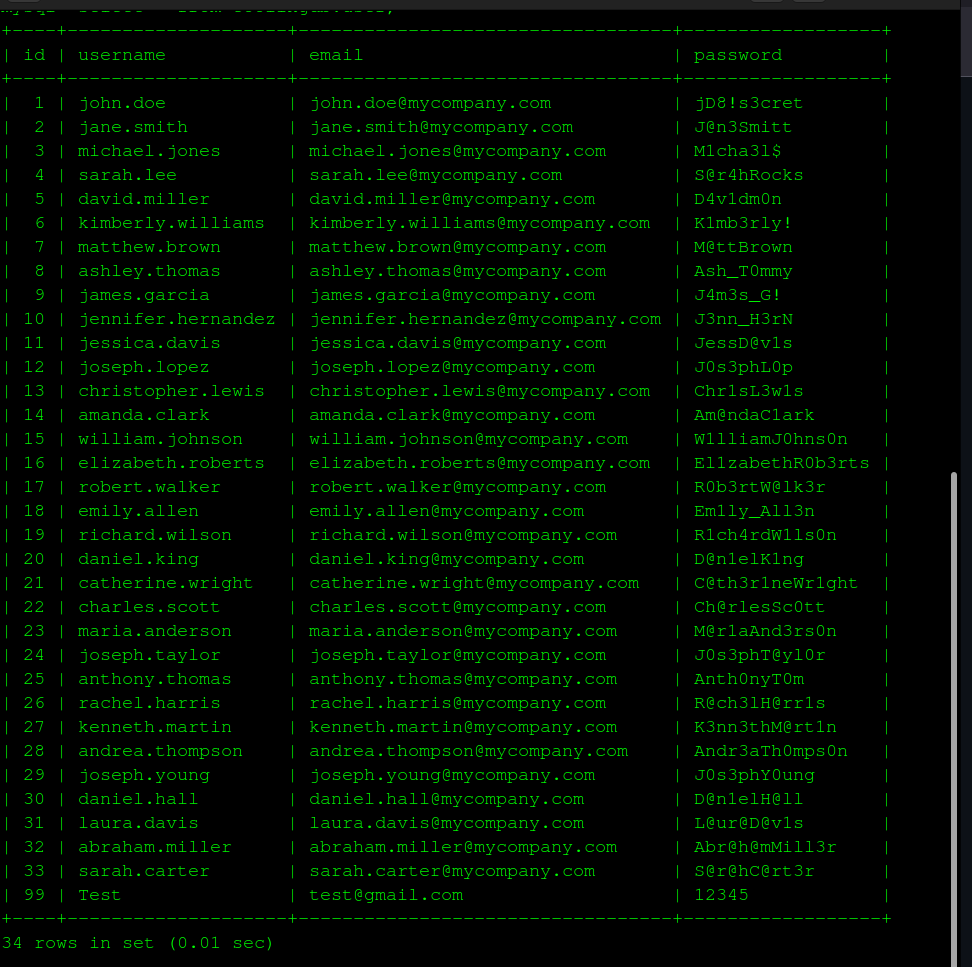 +----+--------------------+-----------------------------------+------------------+
| id | username           | email                             | password         |
+----+--------------------+-----------------------------------+------------------+
|  1 | john.doe           | john.doe@mycompany.com            | jD8!s3cret       |
|  2 | jane.smith         | jane.smith@mycompany.com          | J@n3Smitt        |
|  3 | michael.jones      | michael.jones@mycompany.com       | M1cha3l$         |
|  4 | sarah.lee          | sarah.lee@mycompany.com           | S@r4hRocks       |
|  5 | david.miller       | david.miller@mycompany.com        | D4v1dm0n         |
|  6 | kimberly.williams  | kimberly.williams@mycompany.com   | K1mb3rly!        |
|  7 | matthew.brown      | matthew.brown@mycompany.com       | M@ttBrown        |
|  8 | ashley.thomas      | ashley.thomas@mycompany.com       | Ash_T0mmy        |
|  9 | james.garcia       | james.garcia@mycompany.com        | J4m3s_G!         |
| 10 | jennifer.hernandez | jennifer.hernandez@mycompany.com | J3nn_H3rN        |
| 11 | jessica.davis      | jessica.davis@mycompany.com       | JessD@v1s        |
| 12 | joseph.lopez       | joseph.lopez@mycompany.com        | J0s3phL0p        |
| 13 | christopher.lewis  | christopher.lewis@mycompany.com   | Chr1sL3w1s       |
| 14 | amanda.clark       | amanda.clark@mycompany.com        | Am@ndaC1ark      |
| 15 | william.johnson    | william.johnson@mycompany.com     | W1lliamJ0hns0n   |
| 16 | elizabeth.roberts  | elizabeth.roberts@mycompany.com   | El1zabethR0b3rts |
| 17 | robert.walker      | robert.walker@mycompany.com       | R0b3rtW@lk3r     |
| 18 | emily.allen        | emily.allen@mycompany.com         | Em1ly_All3n      |
| 19 | richard.wilson     | richard.wilson@mycompany.com      | R1ch4rdW1ls0n    |
| 20 | daniel.king        | daniel.king@mycompany.com         | D@n1elK1ng       |
| 21 | catherine.wright   | catherine.wright@mycompany.com    | C@th3r1neWr1ght  |
| 22 | charles.scott      | charles.scott@mycompany.com       | Ch@rlesSc0tt     |
| 23 | maria.anderson     | maria.anderson@mycompany.com      | M@r1aAnd3rs0n    |
| 24 | joseph.taylor      | joseph.taylor@mycompany.com       | J0s3phT@yl0r     |
| 25 | anthony.thomas     | anthony.thomas@mycompany.com      | Anth0nyT0m       |
| 26 | rachel.harris      | rachel.harris@mycompany.com       | R@ch3lH@rr1s     |
| 27 | kenneth.martin     | kenneth.martin@mycompany.com      | K3nn3thM@rt1n    |
| 28 | andrea.thompson    | andrea.thompson@mycompany.com     | Andr3aTh0mps0n   |
| 29 | joseph.young       | joseph.young@mycompany.com        | J0s3phY0ung      |
| 30 | daniel.hall        | daniel.hall@mycompany.com         | D@n1elH@ll       |
| 31 | laura.davis        | laura.davis@mycompany.com         | L@ur@D@v1s       |
| 32 | abraham.miller     | abraham.miller@mycompany.com      | Abr@h@mMill3r    |
| 33 | sarah.carter       | sarah.carter@mycompany.com        | S@r@hC@rt3r      |
| 99 | Test               | test@gmail.com                    | 12345            |
+----+--------------------+-----------------------------------+------------------+
34 rows in set (0.01 sec)